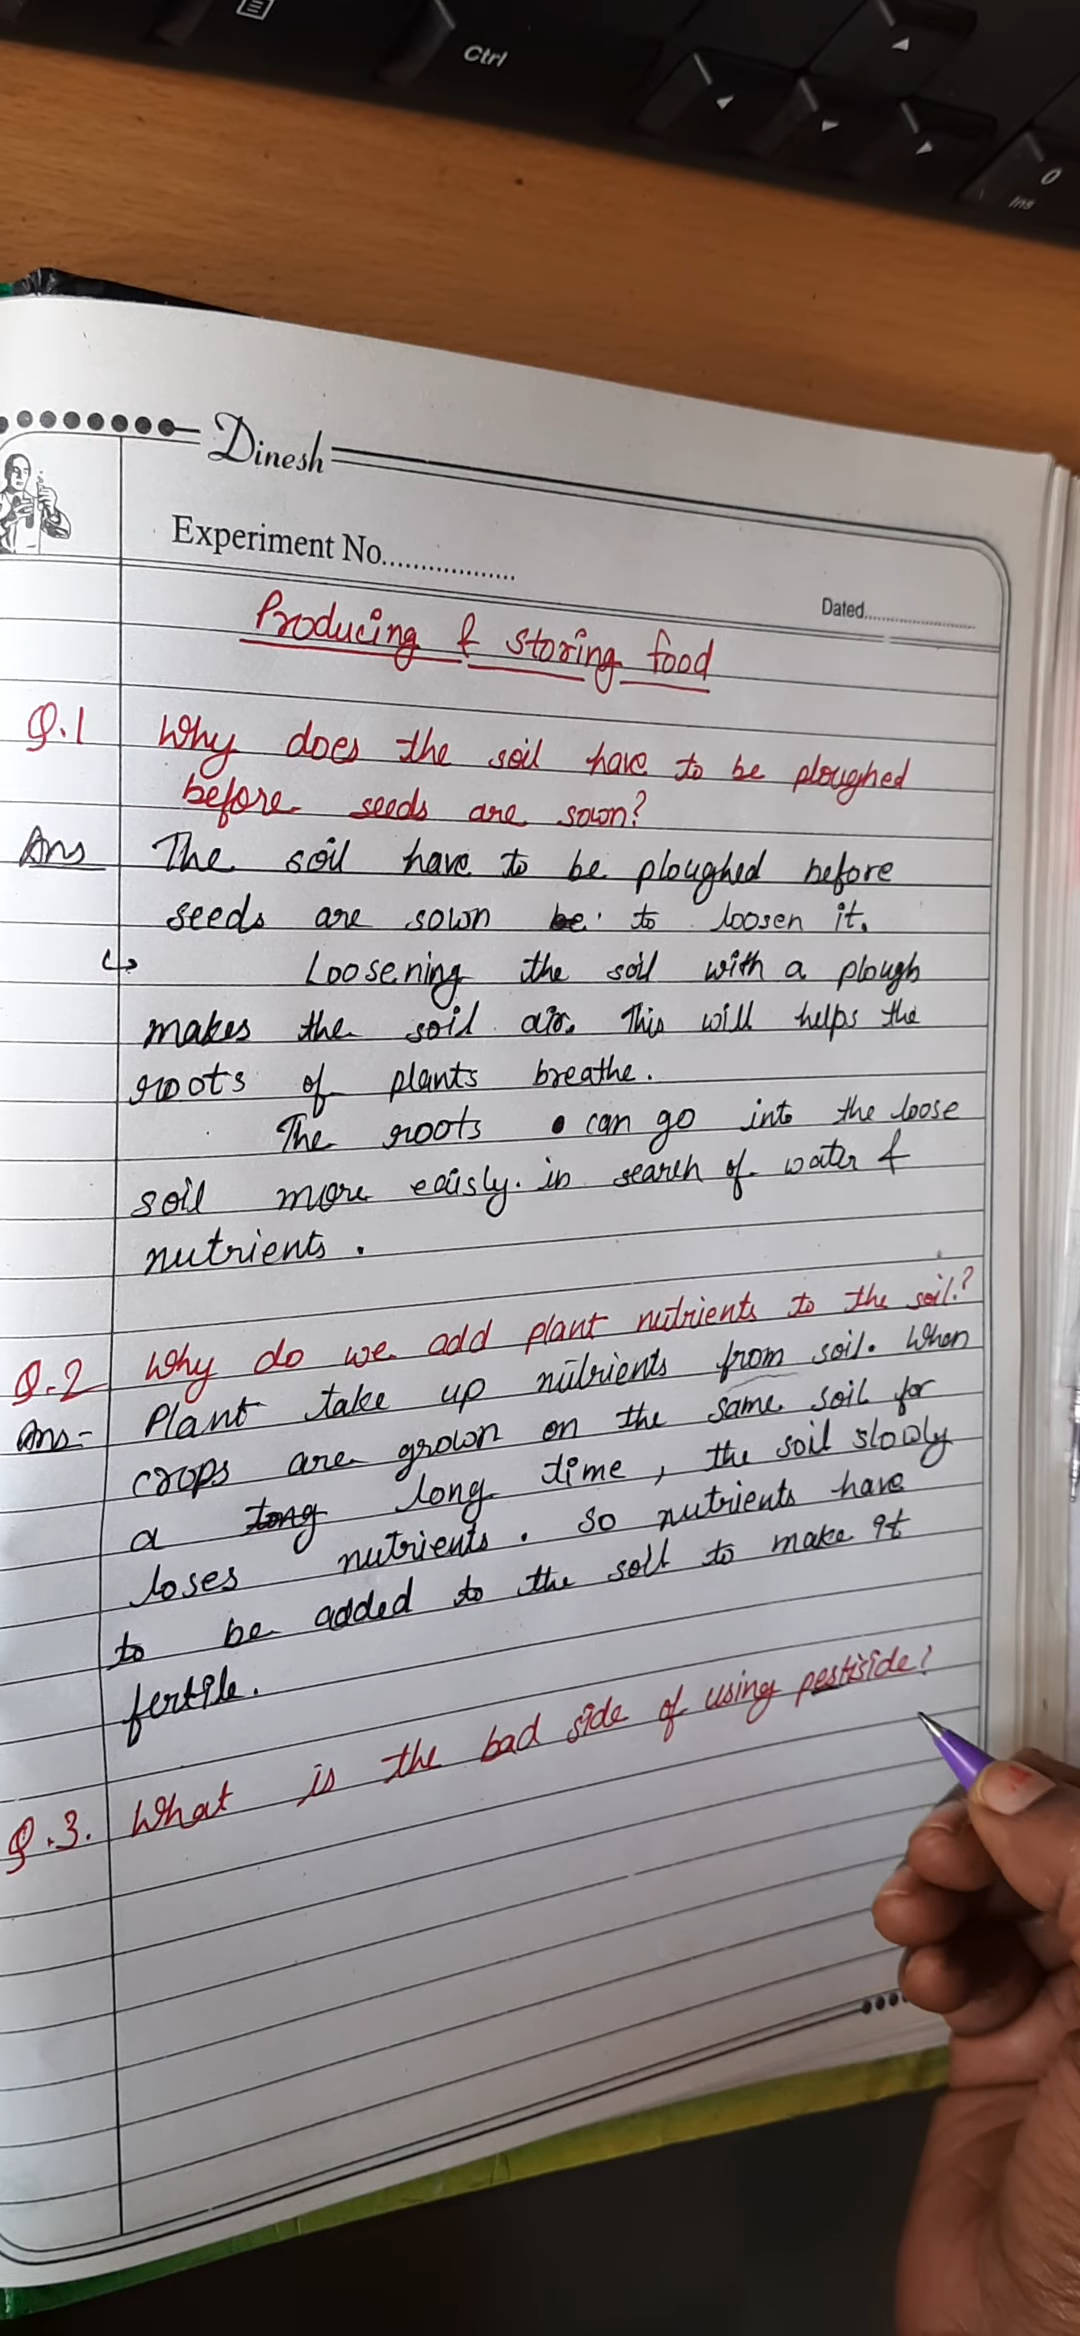 Ctrl
0
Ins
Dinesh
Experiment No..................
Dated........................
Producing & storing food
Q.1 Why does the soil have to be ploughed
before seeds are sown?
Ans The soil have to be ploughed before
seeds are sown be to loosen it.
↳ Loosening the soil with a plough
makes the soil air. This will helps the
roots of plants breathe.
The roots can go into the loose
soil more eaisly. in search of water &
nutrients.
Q.2 Why do we add plant nutrients to the soil.?
Ans- Plant take up nutrients from soil. When
crops are grown on the same soil for
a tong long time, the soil slowly
loses nutrients. So nutrients have
to be added to the soil to make it
fertile.
Q.3. What is the bad side of using pestiside?